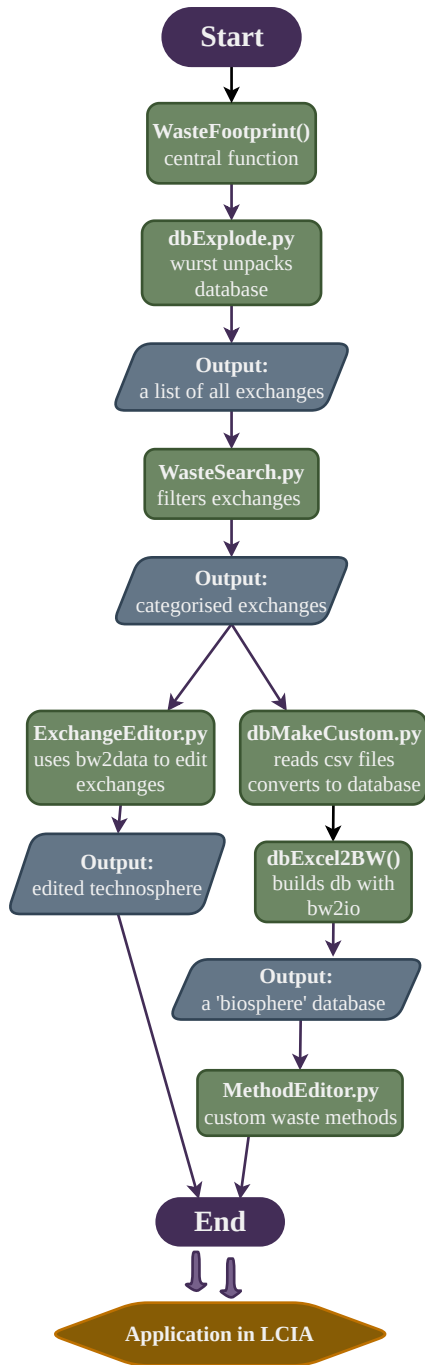 Start
WasteFootprint()
central function
dbExplode.py
wurst unpacks
database
Output:
a list of all exchanges
WasteSearch.py
filters exchanges
Output:
categorised exchanges
ExchangeEditor.py
uses bw2data to edit
exchanges
dbMakeCustom.py
reads csv files
converts to database
Output:
edited technosphere
dbExcel2BW()
builds db with
bw2io
Output:
a 'biosphere' database
MethodEditor.py
custom waste methods
End
Application in LCIA